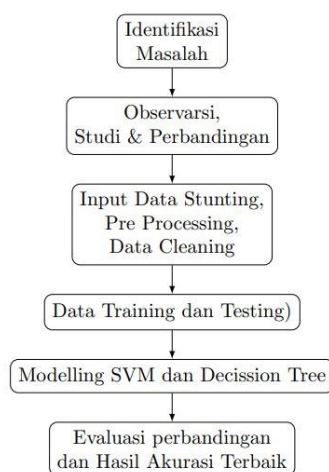 Identifikasi
Masalah
Observarsi,
Studi & Perbandingan
Input Data Stunting,
Pre Processing,
Data Cleaning
Data Training dan Testing)
Modelling SVM dan Decission Tree
Evaluasi perbandingan
dan Hasil Akurasi Terbaik